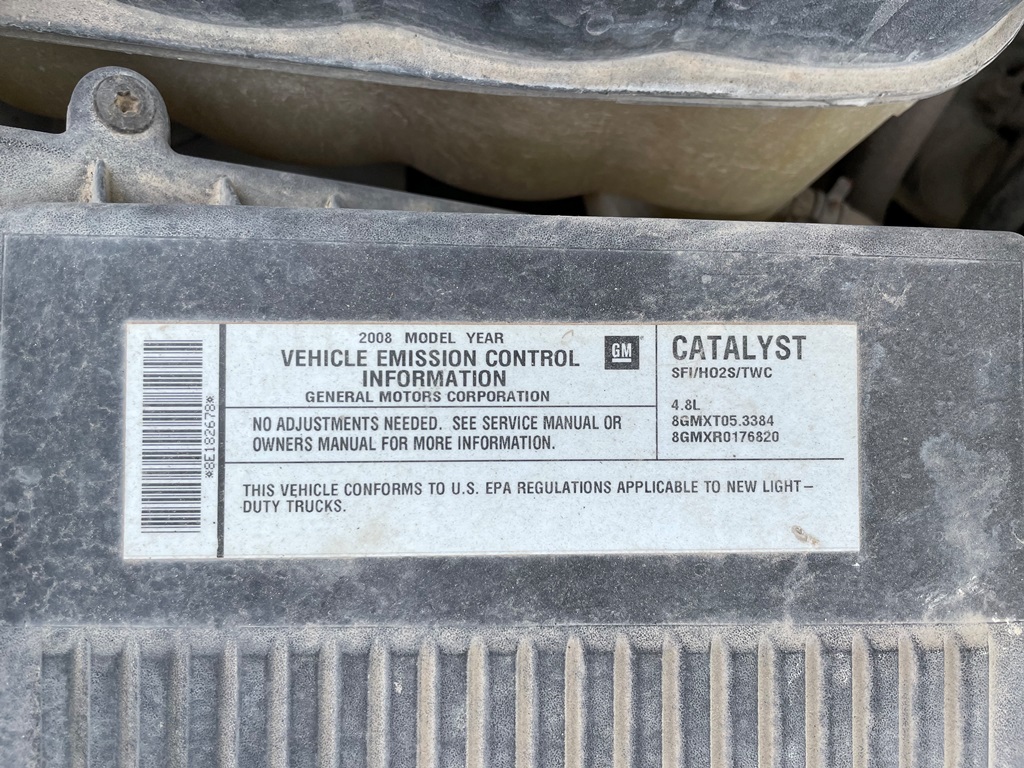 *8E182678*
2008 MODEL YEAR
VEHICLE EMISSION CONTROL
INFORMATION
GENERAL MOTORS CORPORATION
GM
NO ADJUSTMENTS NEEDED. SEE SERVICE MANUAL OR
OWNERS MANUAL FOR MORE INFORMATION.
CATALYST
SFI/HO2S/TWC
4.8L
8GMXT05.3384
8GMXR0176820
THIS VEHICLE CONFORMS TO U.S. EPA REGULATIONS APPLICABLE TO NEW LIGHT-
DUTY TRUCKS.